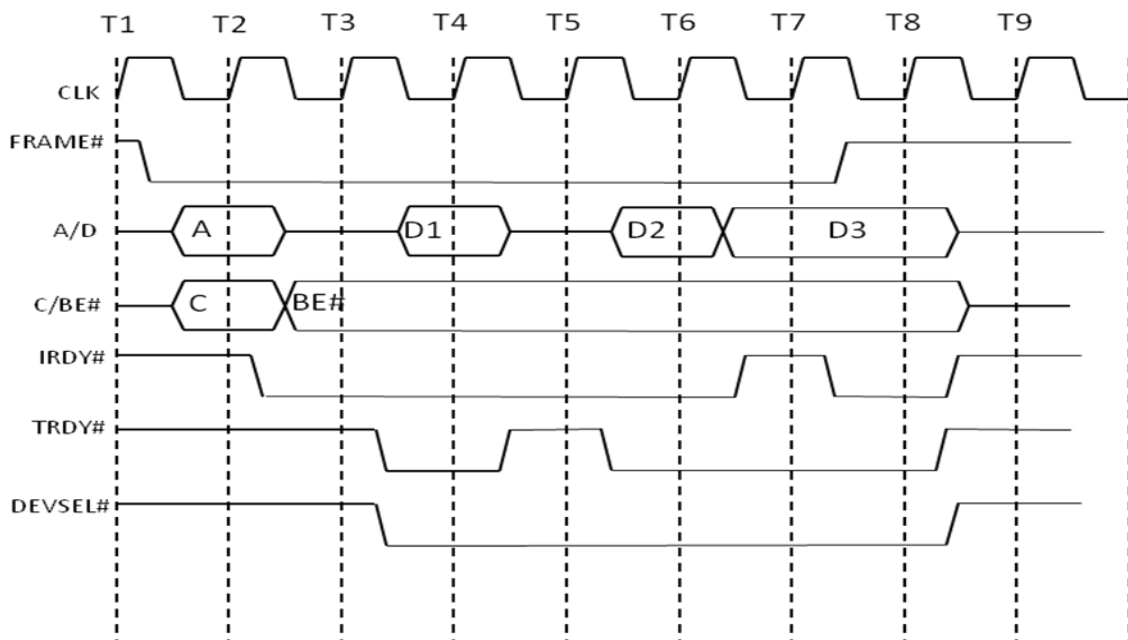 T1 T2 T3 T4 T5 T6 T7 T8 T9
CLK
FRAME#
A/D A D1 D2 D3
C/BE# C BE#
IRDY#
TRDY#
DEVSEL#